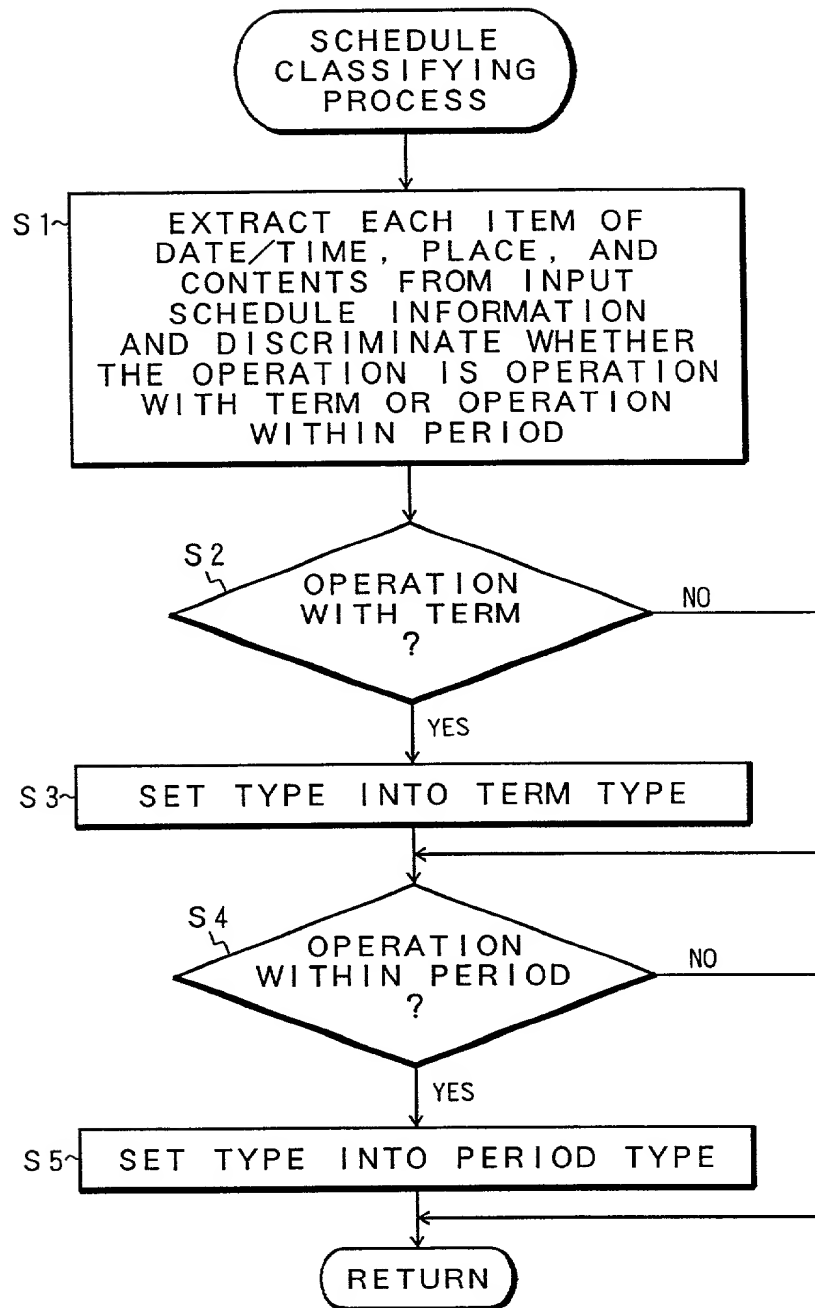 SCHEDULE
CLASSIFYING
PROCESS
S1
EXTRACT EACH ITEM OF
DATE/TIME, PLACE, AND
CONTENTS FROM INPUT
SCHEDULE INFORMATION
AND DISCRIMINATE WHETHER
THE OPERATION IS OPERATION
WITH TERM OR OPERATION
WITHIN PERIOD
S2
OPERATION
WITH TERM
?
NO
YES
S3
SET TYPE INTO TERM TYPE
S4
OPERATION
WITHIN PERIOD
?
NO
YES
S5
SET TYPE INTO PERIOD TYPE
RETURN